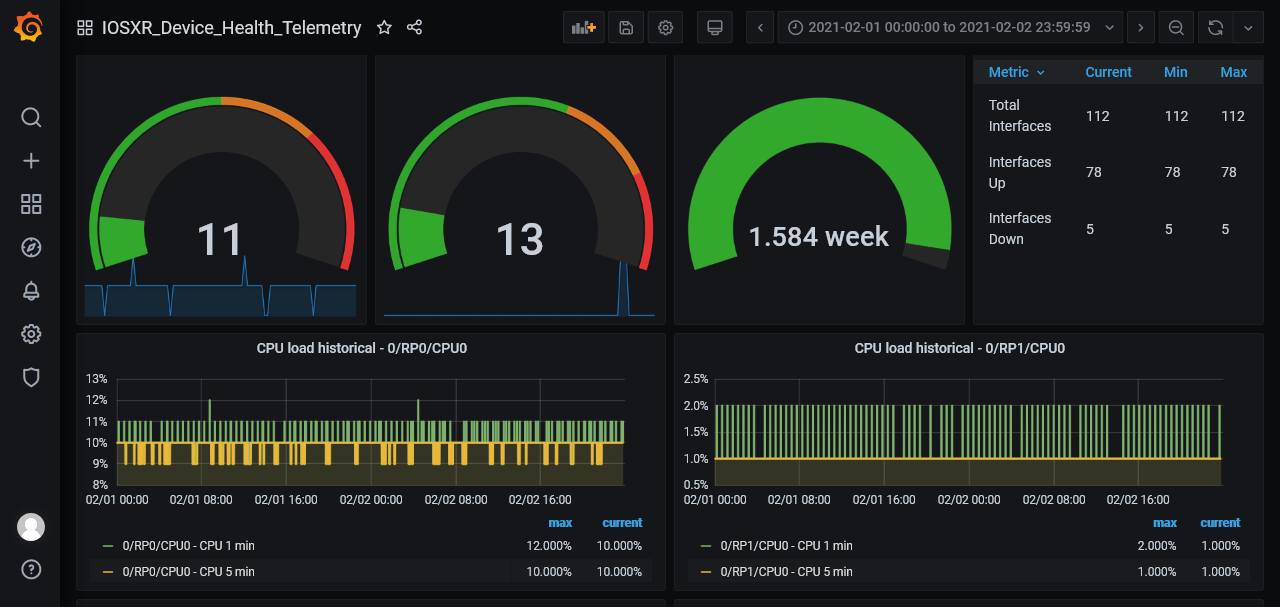 IOSXR_Device_Health_Telemetry
2021-02-01 00:00:00 to 2021-02-02 23:59:59
11
13
1.584 week
Metric Current Min Max
Total Interfaces 112 112 112
Interfaces Up 78 78 78
Interfaces Down 5 5 5
CPU load historical - 0/RP0/CPU0
13%
12%
11%
10%
9%
8%
02/01 00:00 02/01 08:00 02/01 16:00 02/02 00:00 02/02 08:00 02/02 16:00
max current
0/RP0/CPU0 - CPU 1 min 12.000% 10.000%
0/RP0/CPU0 - CPU 5 min 10.000% 10.000%
CPU load historical - 0/RP1/CPU0
2.5%
2.0%
1.5%
1.0%
0.5%
02/01 00:00 02/01 08:00 02/01 16:00 02/02 00:00 02/02 08:00 02/02 16:00
max current
0/RP1/CPU0 - CPU 1 min 2.000% 1.000%
0/RP1/CPU0 - CPU 5 min 1.000% 1.000%